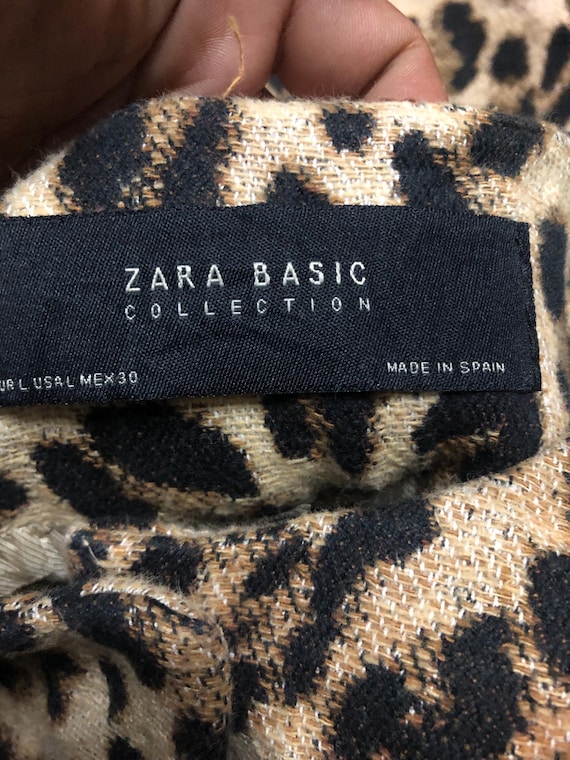 ZARA BASIC
COLLECTION
UR L USA L MEX 30
MADE IN SPAIN